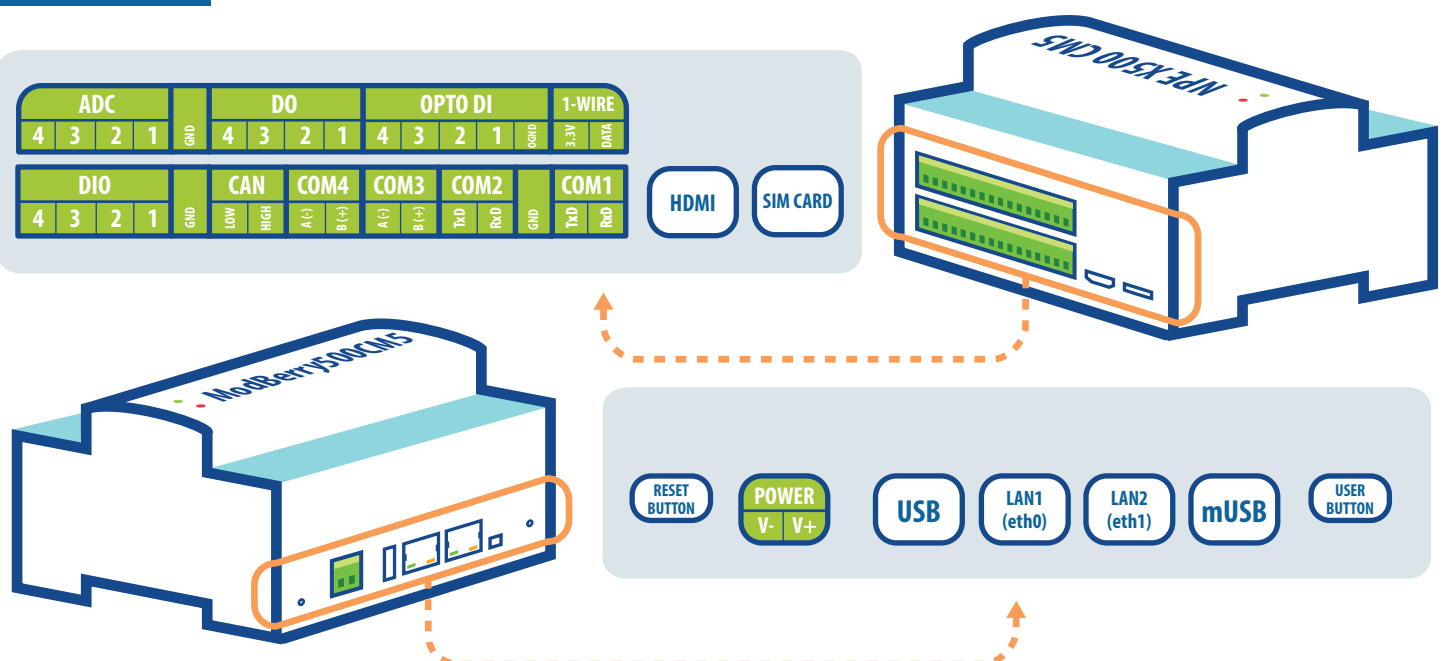 NPE X500 CM5
ADC DO OPTO DI 1-WIRE
4 3 2 1 GND 4 3 2 1 4 3 2 1 OGND 3.3V DATA
DIO CAN COM4 COM3 COM2 COM1
4 3 2 1 GND LOW HIGH A (-) B (+) A (-) B (+) TxD RxD GND TxD RxD
HDMI
SIM CARD
ModBerry500CM5
RESET
BUTTON
POWER
V- V+
USB
LAN1
(eth0)
LAN2
(eth1)
mUSB
USER
BUTTON